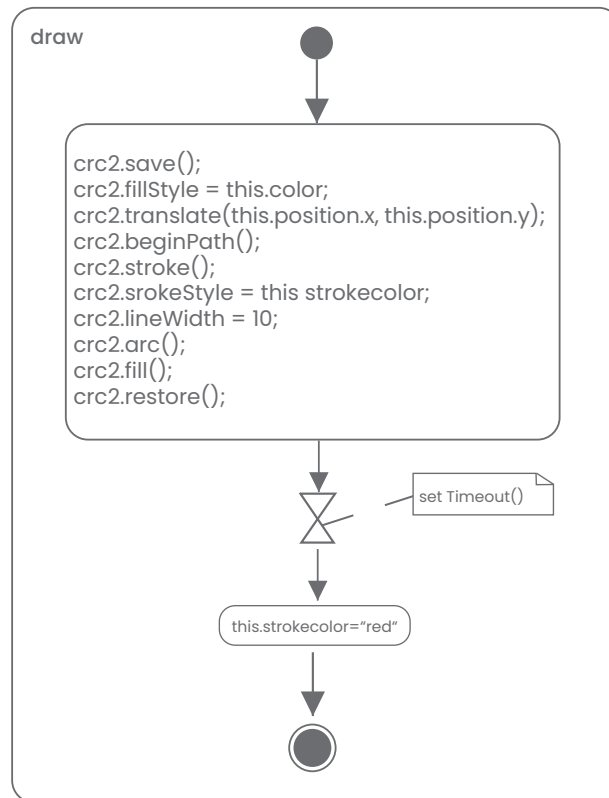 draw
crc2.save();
crc2.fillStyle = this.color;
crc2.translate(this.position.x, this.position.y);
crc2.beginPath();
crc2.stroke();
crc2.srokeStyle = this strokecolor;
crc2.lineWidth = 10;
crc2.arc();
crc2.fill();
crc2.restore();
set Timeout()
this.strokecolor=“red“